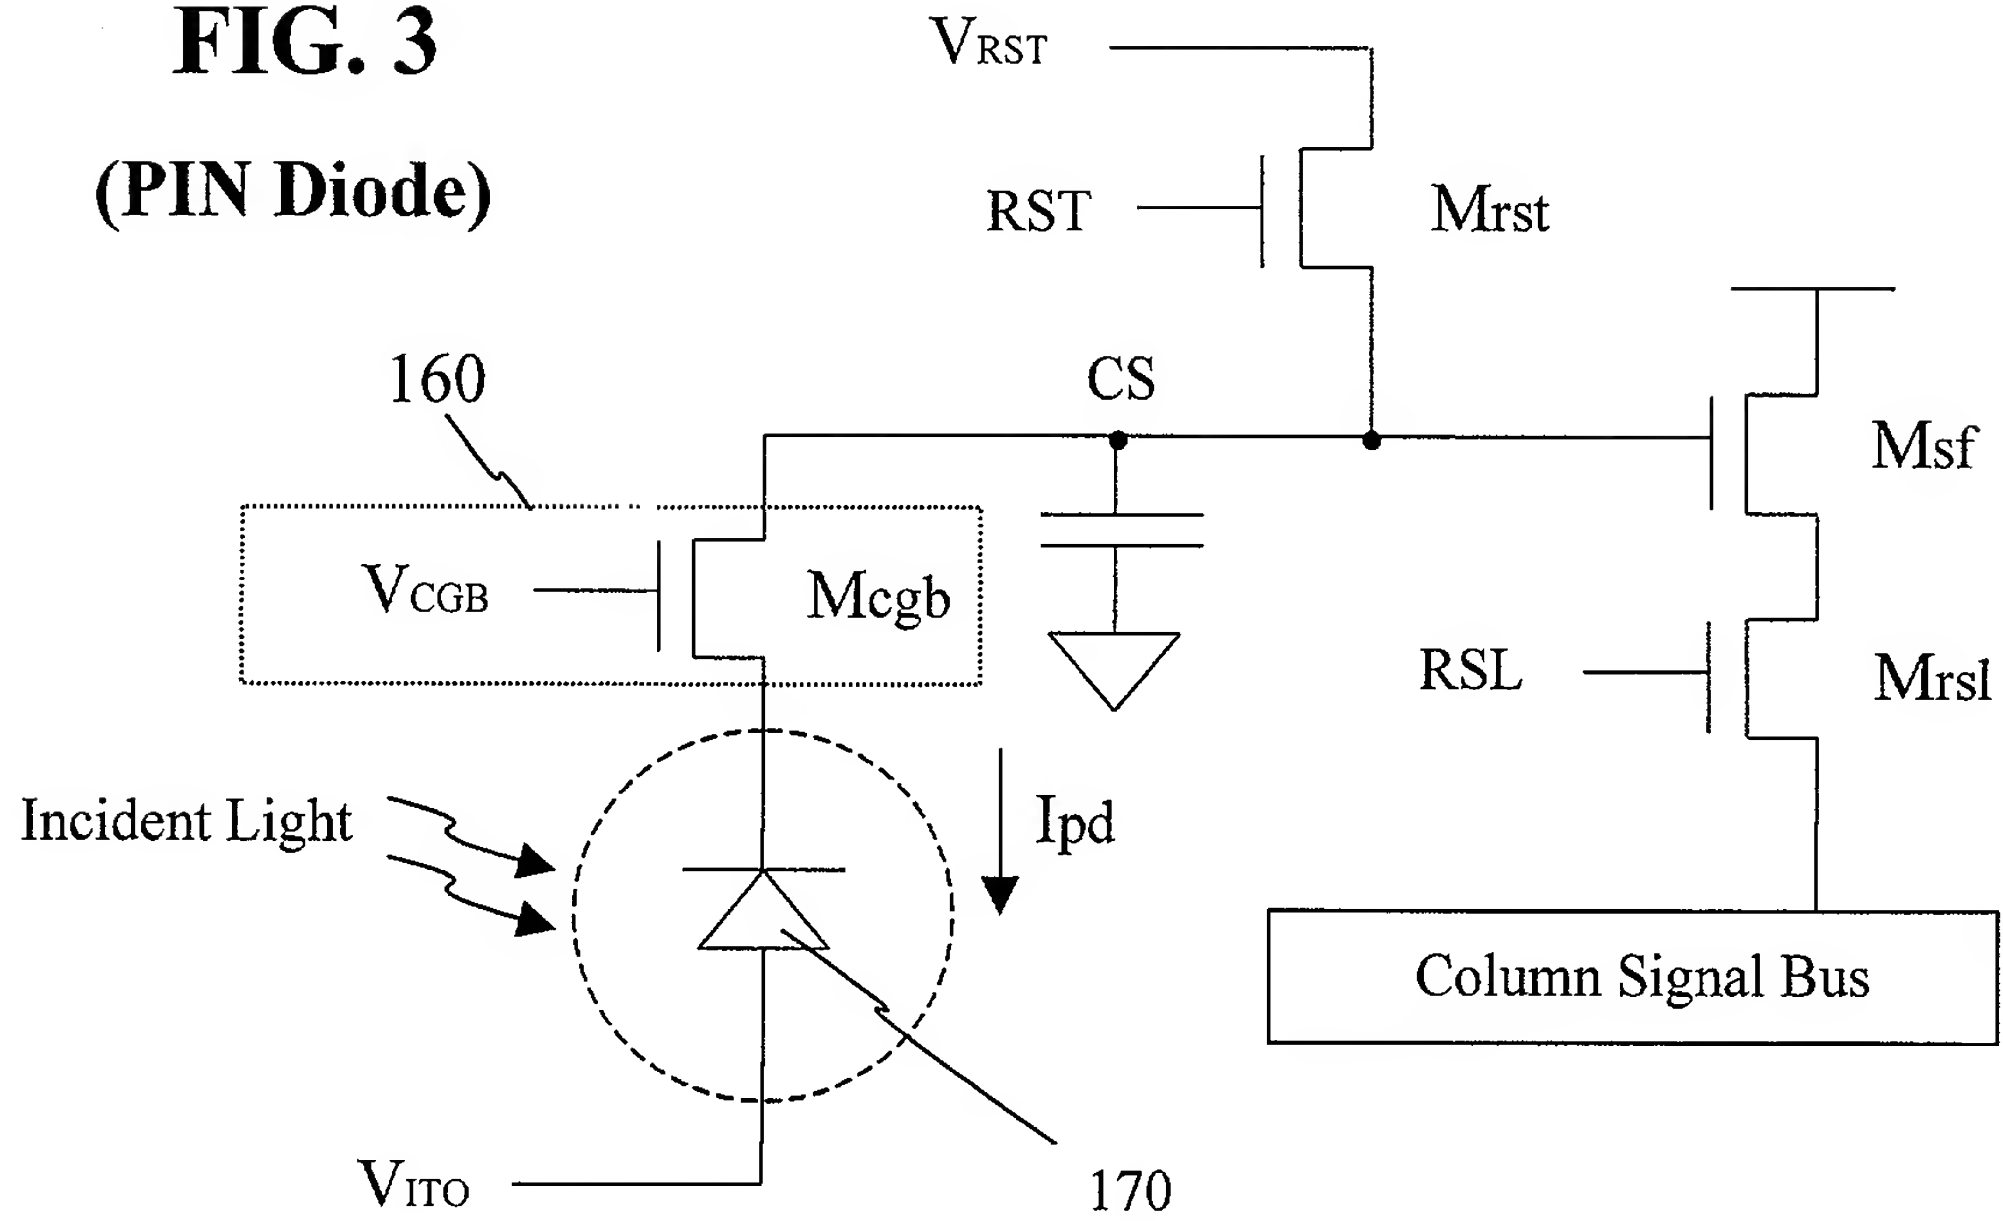 FIG. 3
(PIN Diode)
VRST
RST
Mrst
160
CS
Msf
VCGB
Mcgb
RSL
Mrsl
Incident Light
Ipd
Column Signal Bus
VITO
170